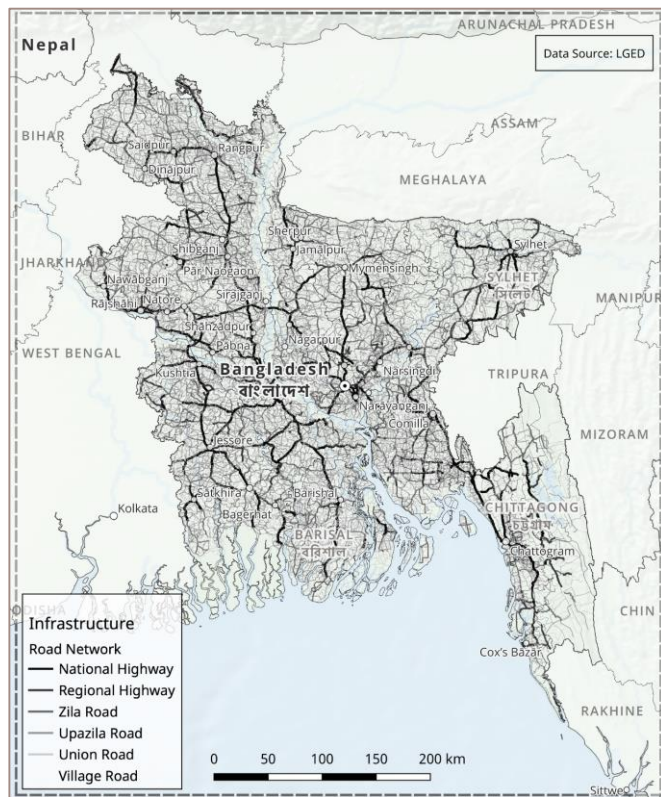 ARUNACHAL PRADESH
Nepal
Data Source: LGED
ASSAM
BIHAR
Saidpur
Rangpur
Dinajpur
MEGHALAYA
Sherpur
Jamalpur
Shibganj
Sylhet
JHARKHAND
Par Naogaon
Mymensingh
SYLHET
সিলেট
Nawabganj
Sirajganj
MANIPUR
Rajshahi
Natore
Shahzadpur
Nagarpur
WEST BENGAL
Pabna
Bangladesh
বাংলাদেশ
Narsingdi
TRIPURA
Kushtia
Narayanganj
Comilla
MIZORAM
Jessore
Satkhira
Barishal
Kolkata
Bagerhat
CHITTAGONG
চট্টগ্রাম
BARISAL
বরিশাল
Chattogram
ODISHA
CHIN
Infrastructure
Road Network
National Highway
Regional Highway
Zila Road
Upazila Road
Union Road
Village Road
Cox's Bazar
RAKHINE
0 50 100 150 200 km
Sittwe